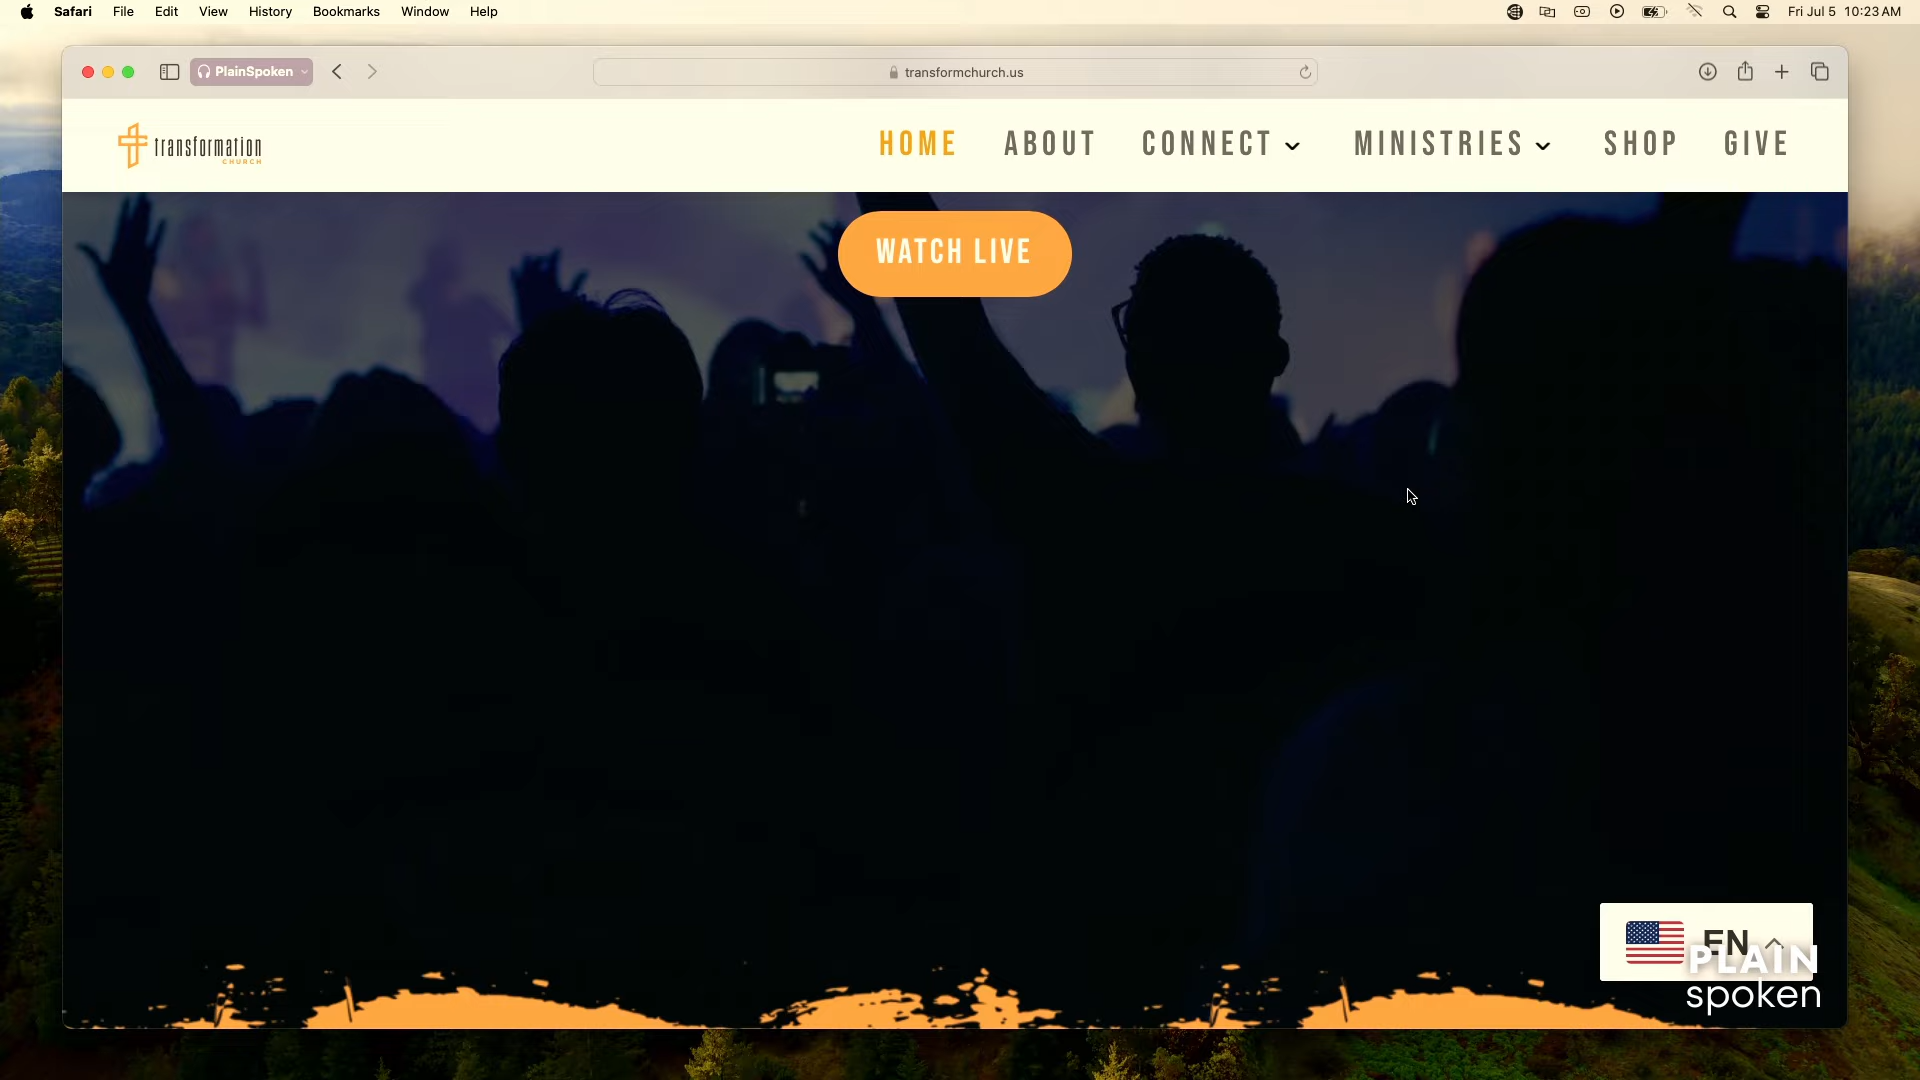 Safari File Edit View History Bookmarks Window Help Fri Jul 5 10:23 AM
PlainSpoken
transformchurch.us
transformation
CHURCH
HOME ABOUT CONNECT MINISTRIES SHOP GIVE
WATCH LIVE
EN
PLAIN
spoken